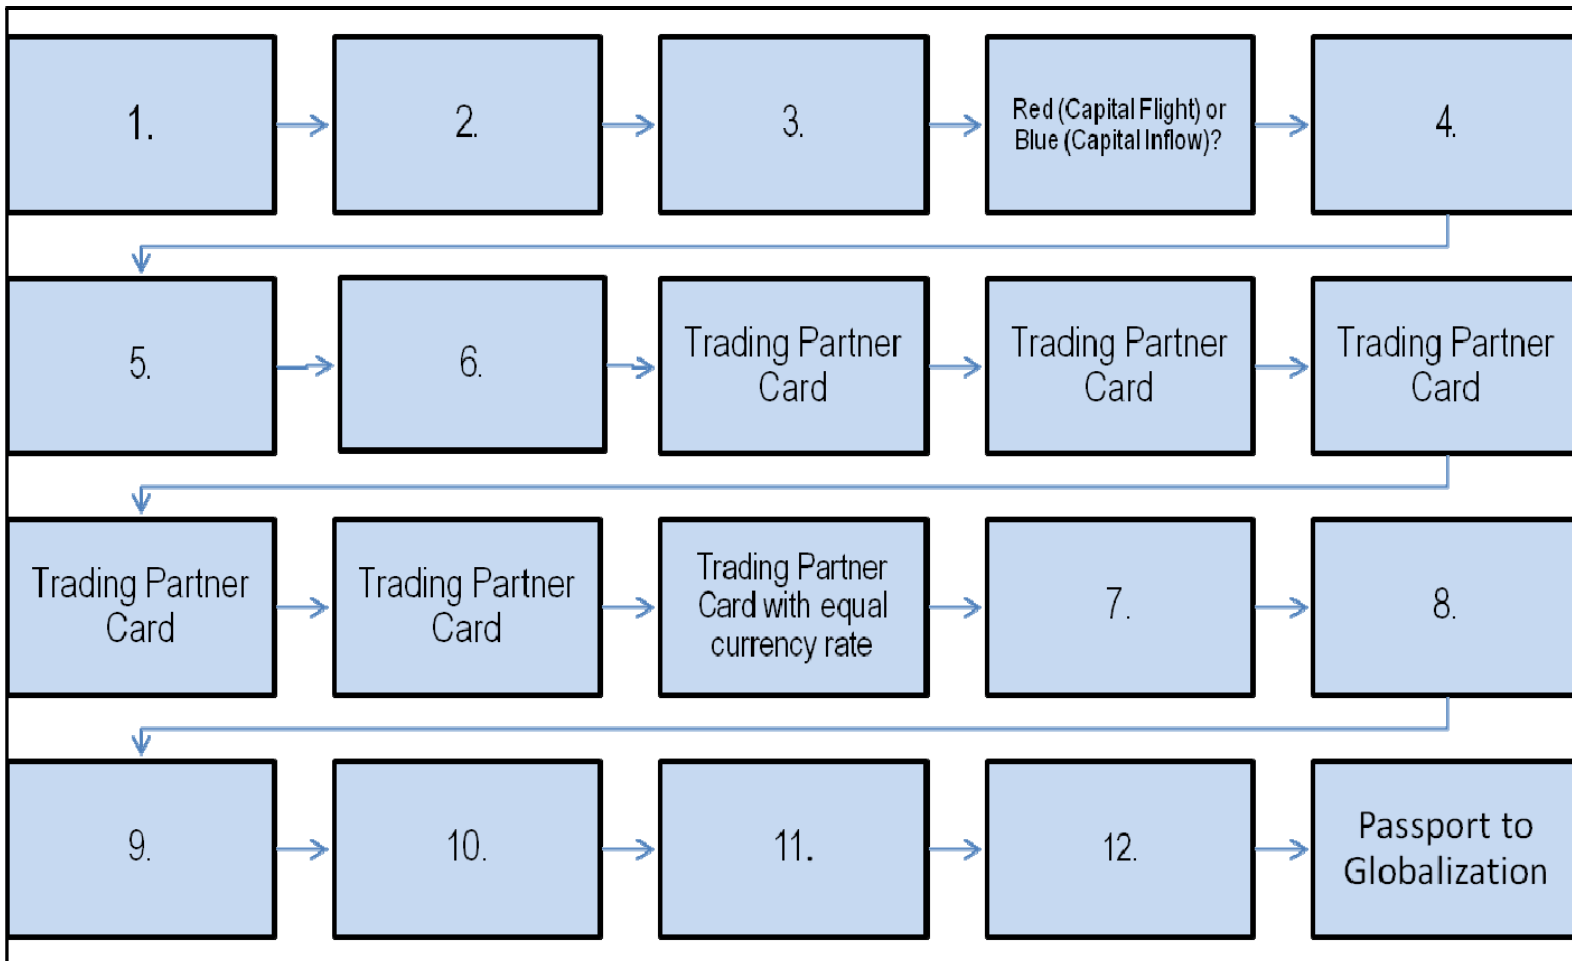 1.
2.
3.
Red (Capital Flight) or
Blue (Capital Inflow)?
4.
5.
6.
Trading Partner
Card
Trading Partner
Card
Trading Partner
Card
Trading Partner
Card
Trading Partner
Card
Trading Partner
Card with equal
currency rate
7.
8.
9.
10.
11.
12.
Passport to
Globalization